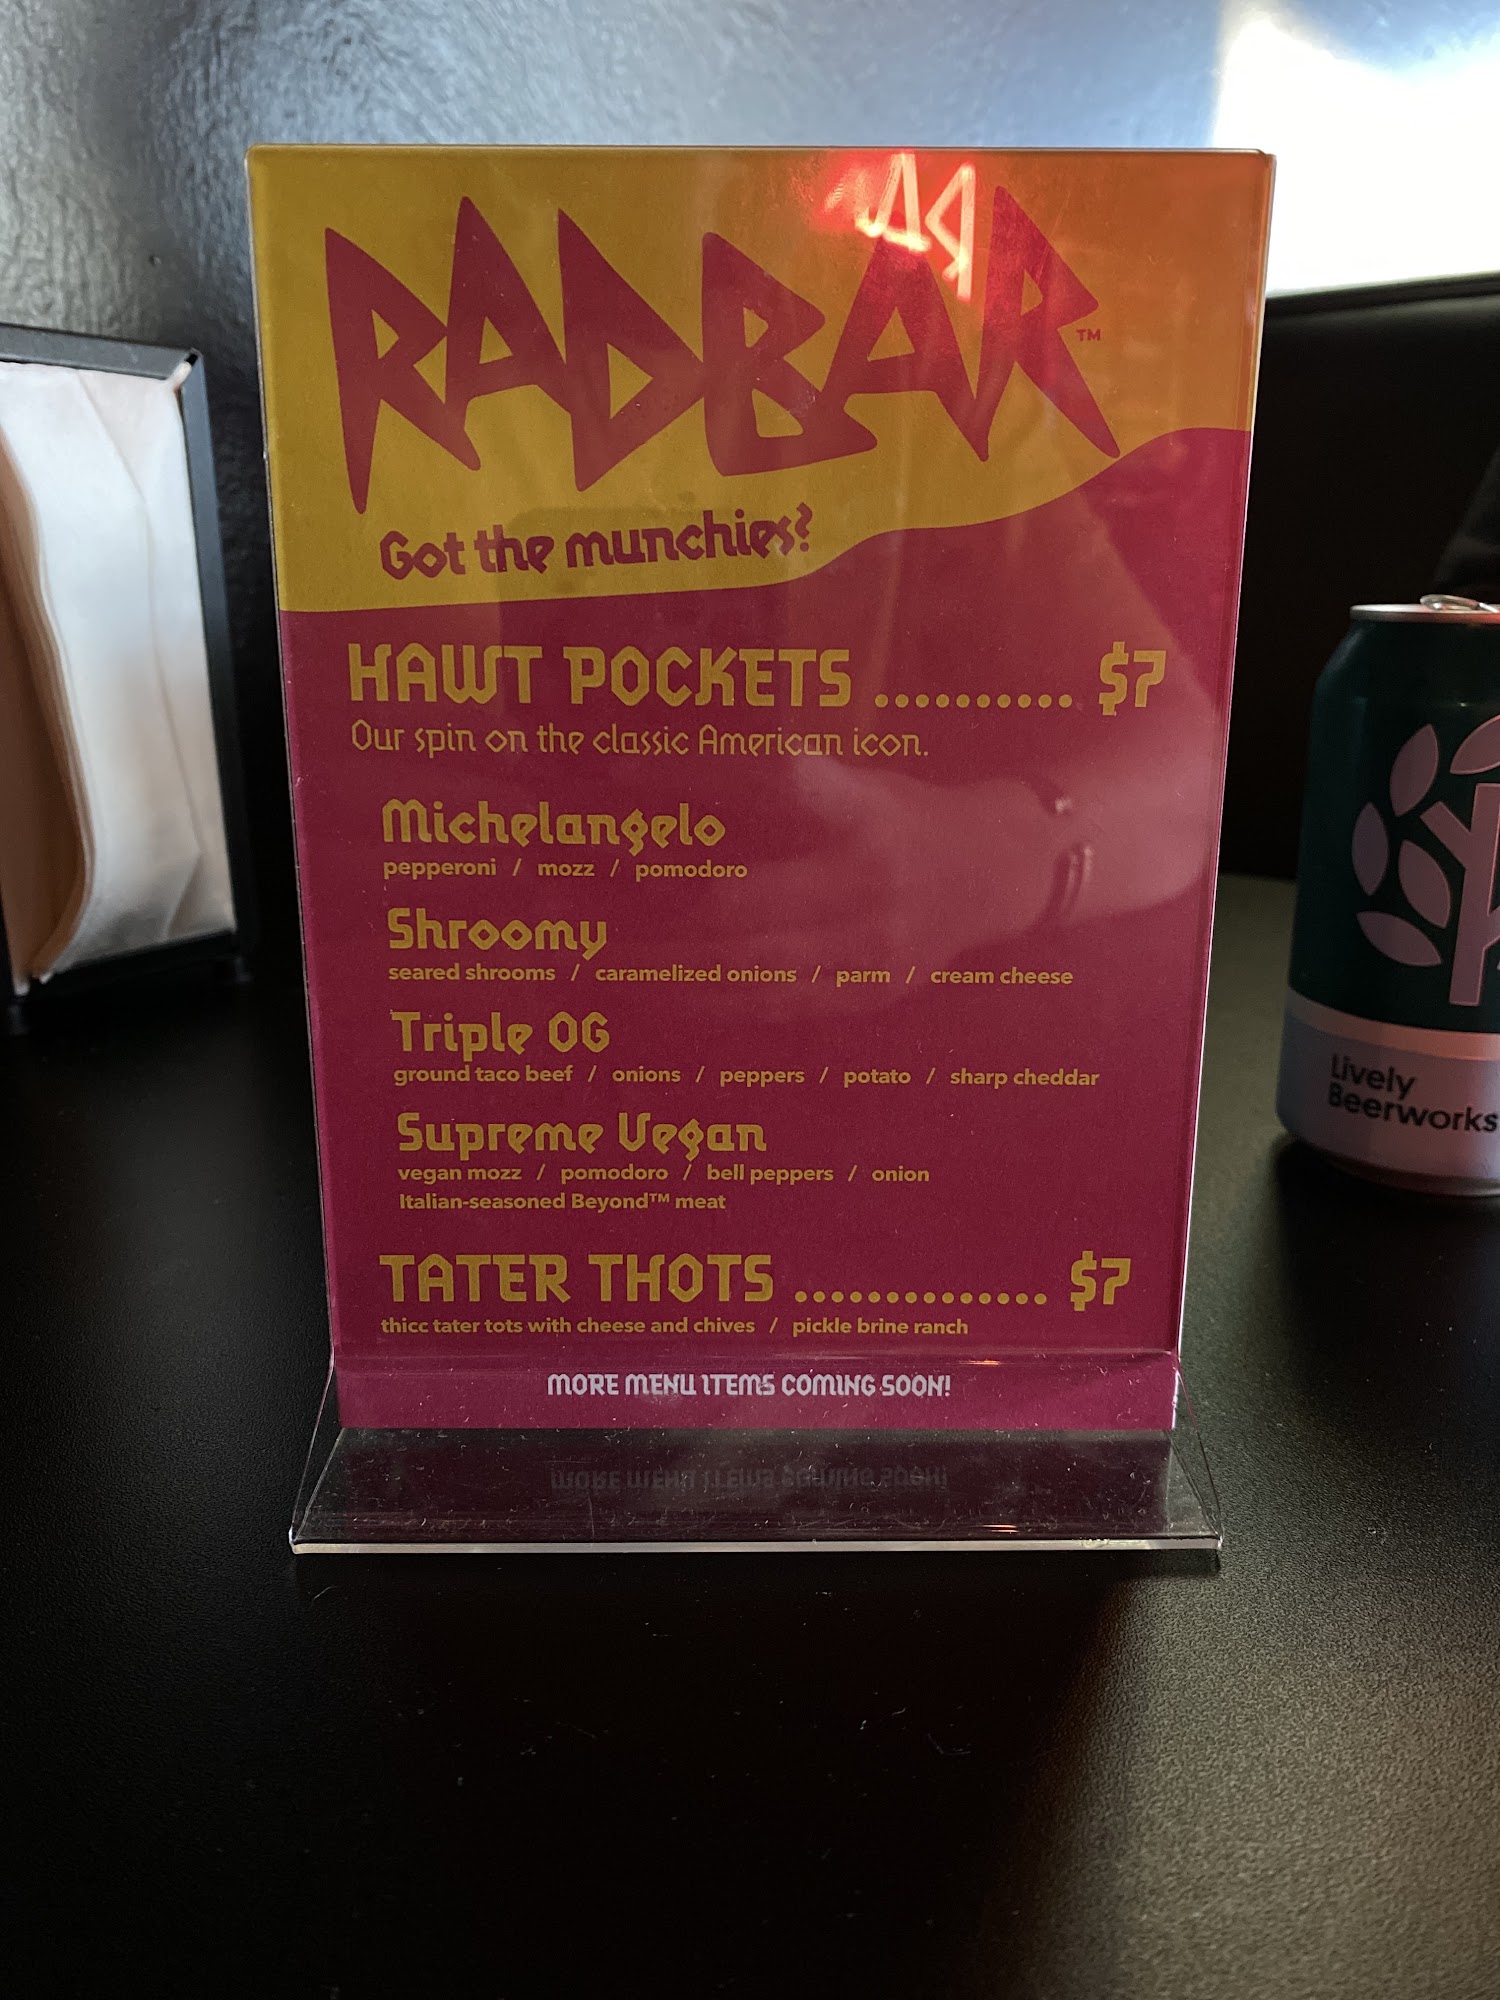 RADBAR™
Got the munchies?
HAWT POCKETS .......... $7
Our spin on the classic American icon.
Michelangelo
pepperoni / mozz / pomodoro
Shroomy
seared shrooms / caramelized onions / parm / cream cheese
Triple OG
ground taco beef / onions / peppers / potato / sharp cheddar
Supreme Vegan
vegan mozz / pomodoro / bell peppers / onion
Italian-seasoned Beyond™ meat
TATER THOTS .............. $7
thicc tater tots with cheese and chives / pickle brine ranch
MORE MENU ITEMS COMING SOON!
Lively
Beerworks